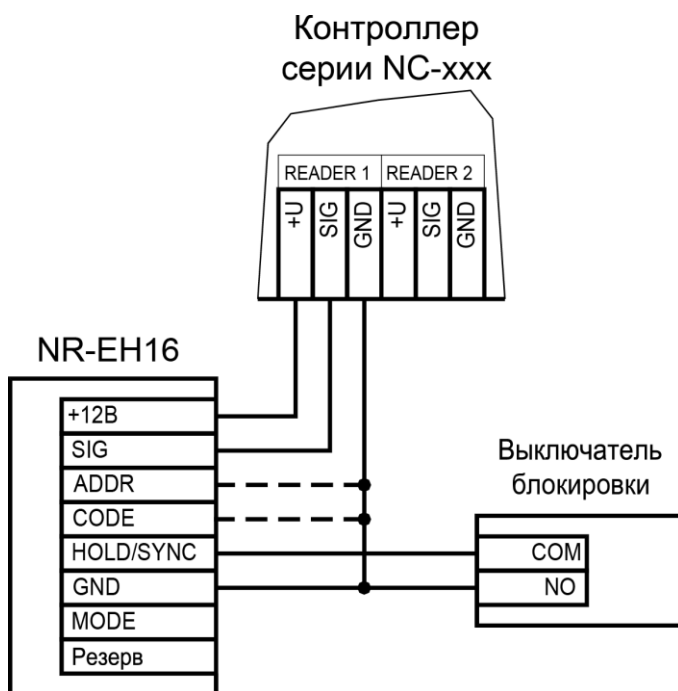 Контроллер
серии NC-xxx
READER 1 READER 2
+U SIG GND +U SIG GND
NR-EH16
+12В
SIG
ADDR
CODE
HOLD/SYNC
GND
MODE
Резерв
Выключатель
блокировки
COM
NO